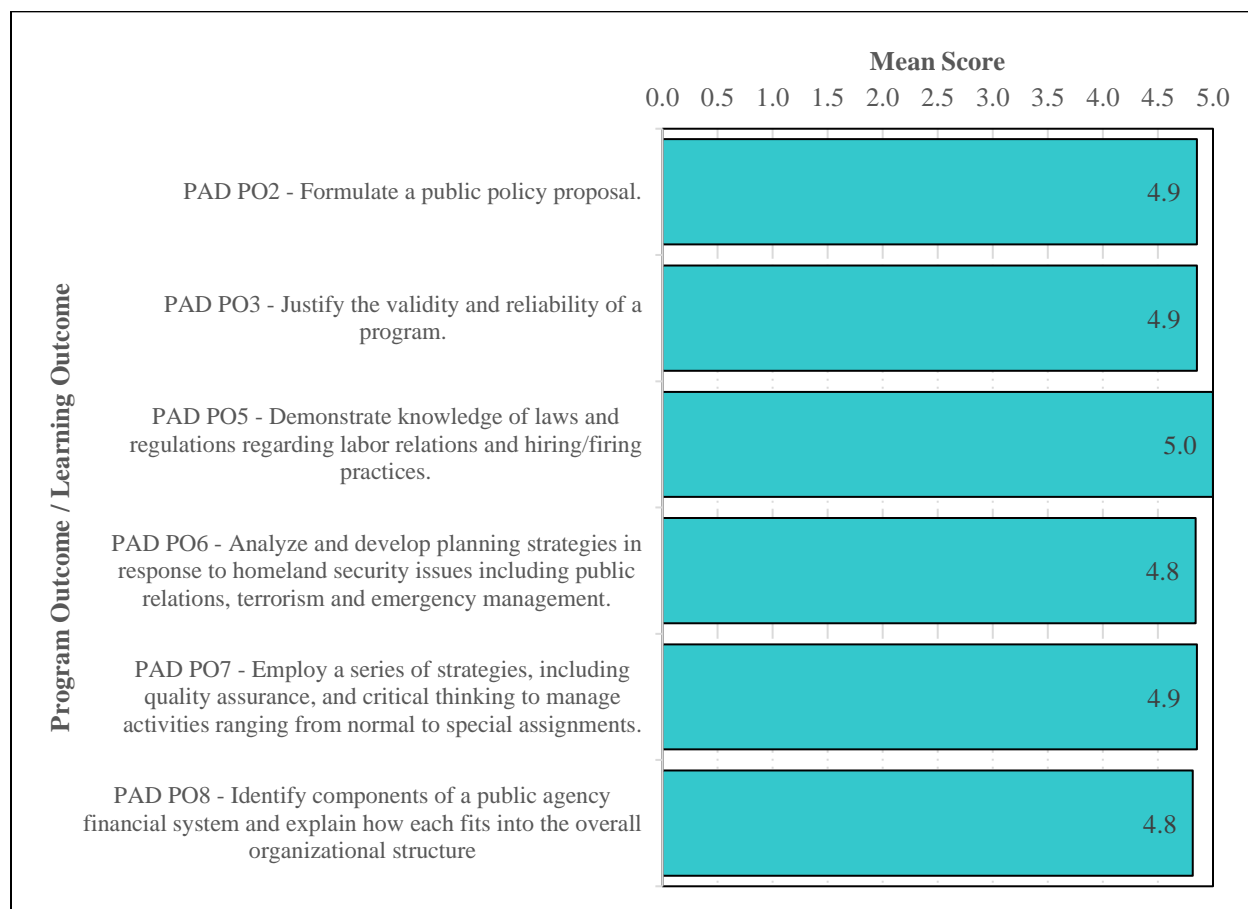 Mean Score
0.0 0.5 1.0 1.5 2.0 2.5 3.0 3.5 4.0 4.5 5.0
Program Outcome / Learning Outcome
PAD PO2 - Formulate a public policy proposal.
4.9
PAD PO3 - Justify the validity and reliability of a
program.
4.9
PAD PO5 - Demonstrate knowledge of laws and
regulations regarding labor relations and hiring/firing
practices.
5.0
PAD PO6 - Analyze and develop planning strategies in
response to homeland security issues including public
relations, terrorism and emergency management.
4.8
PAD PO7 - Employ a series of strategies, including
quality assurance, and critical thinking to manage
activities ranging from normal to special assignments.
4.9
PAD PO8 - Identify components of a public agency
financial system and explain how each fits into the overall
organizational structure
4.8